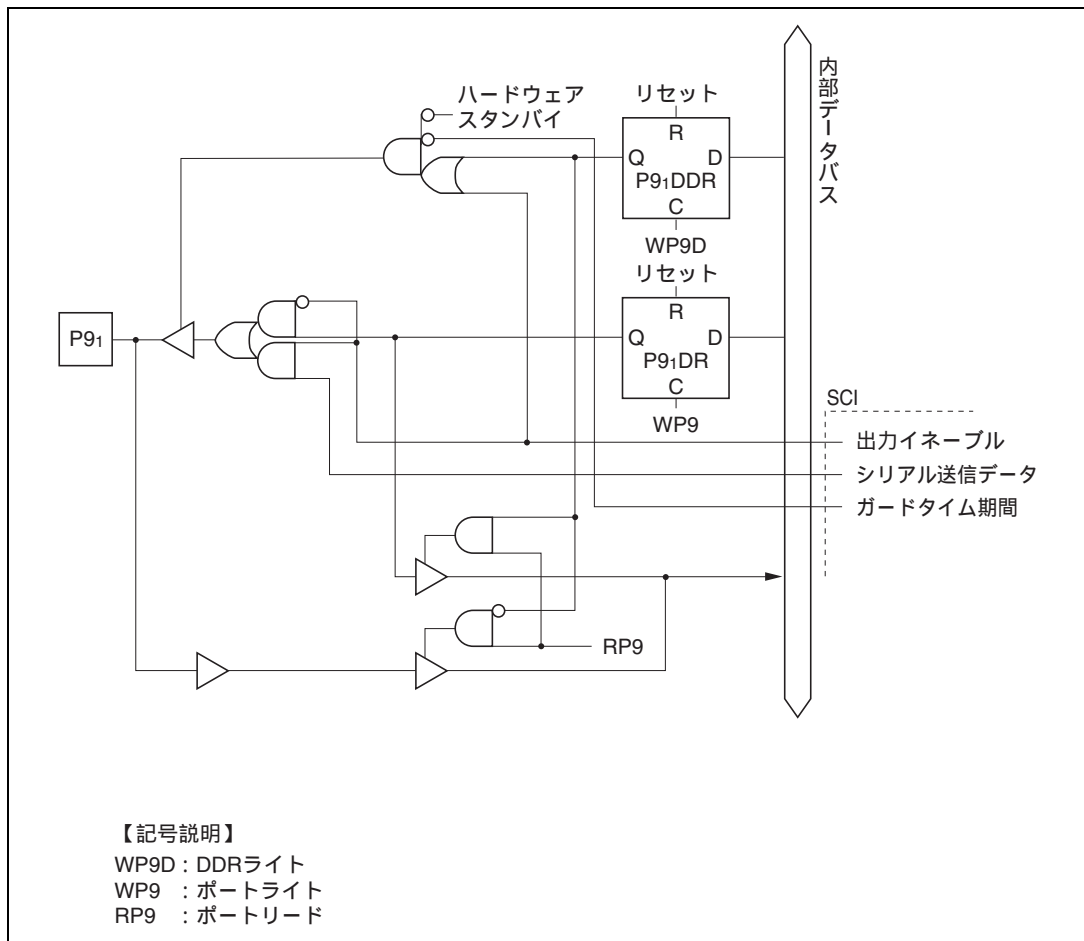 ハードウェア
スタンバイ
リセット
R
Q
D
P9₁DDR
C
WP9D
内部データバス
リセット
R
Q
D
P9₁DR
C
WP9
P9₁
SCI
出力イネーブル
シリアル送信データ
ガードタイム期間
RP9
【記号説明】
WP9D：DDRライト
WP9　：ポートライト
RP9　：ポートリード